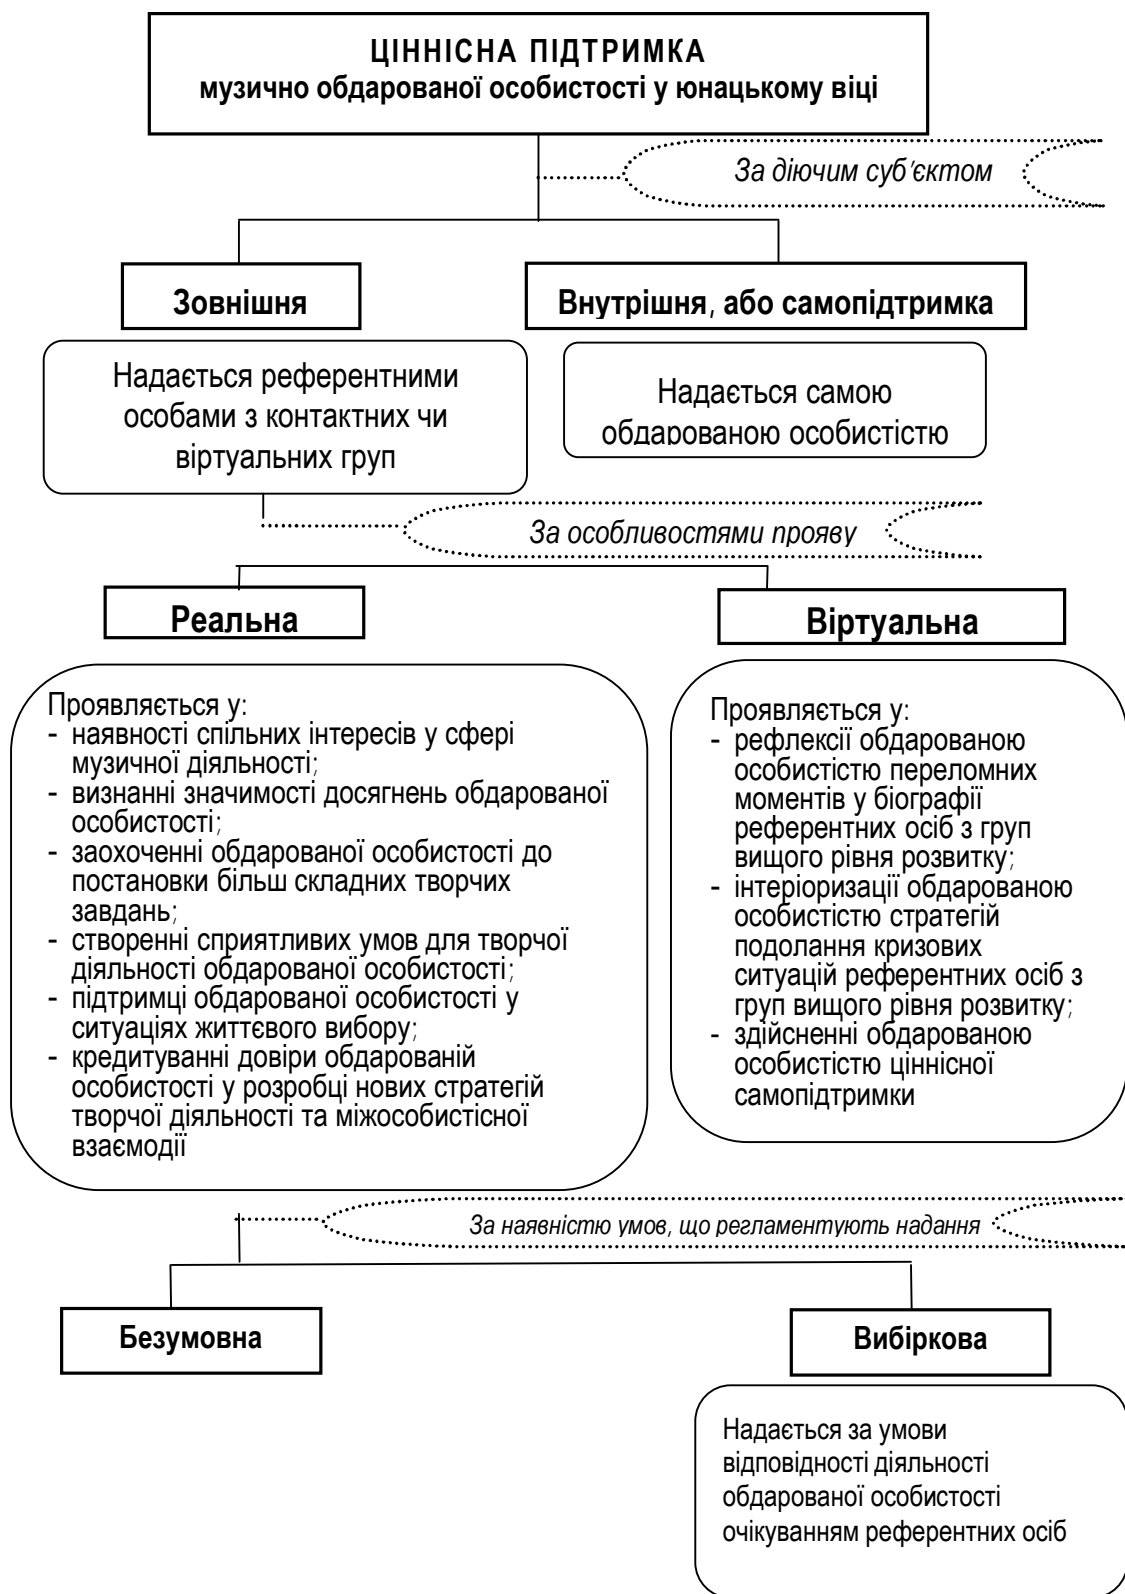 ЦІННІСНА ПІДТРИМКА
музично обдарованої особистості у юнацькому віці
За діючим суб’єктом
Зовнішня
Внутрішня, або самопідтримка
Надається референтними
особами з контактних чи
віртуальних груп
Надається самою
обдарованою особистістю
За особливостями прояву
Реальна
Віртуальна
Проявляється у:
- наявності спільних інтересів у сфері
музичної діяльності;
- визнанні значимості досягнень обдарованої
особистості;
- заохоченні обдарованої особистості до
постановки більш складних творчих
завдань;
- створенні сприятливих умов для творчої
діяльності обдарованої особистості;
- підтримці обдарованої особистості у
ситуаціях життєвого вибору;
- кредитуванні довіри обдарованій
особистості у розробці нових стратегій
творчої діяльності та міжособистісної
взаємодії
Проявляється у:
- рефлексії обдарованою
особистістю переломних
моментів у біографії
референтних осіб з груп
вищого рівня розвитку;
- інтеріоризації обдарованою
особистістю стратегій
подолання кризових
ситуацій референтних осіб з
груп вищого рівня розвитку;
- здійсненні обдарованою
особистістю ціннісної
самопідтримки
За наявністю умов, що регламентують надання
Безумовна
Вибіркова
Надається за умови
відповідності діяльності
обдарованої особистості
очікуванням референтних осіб